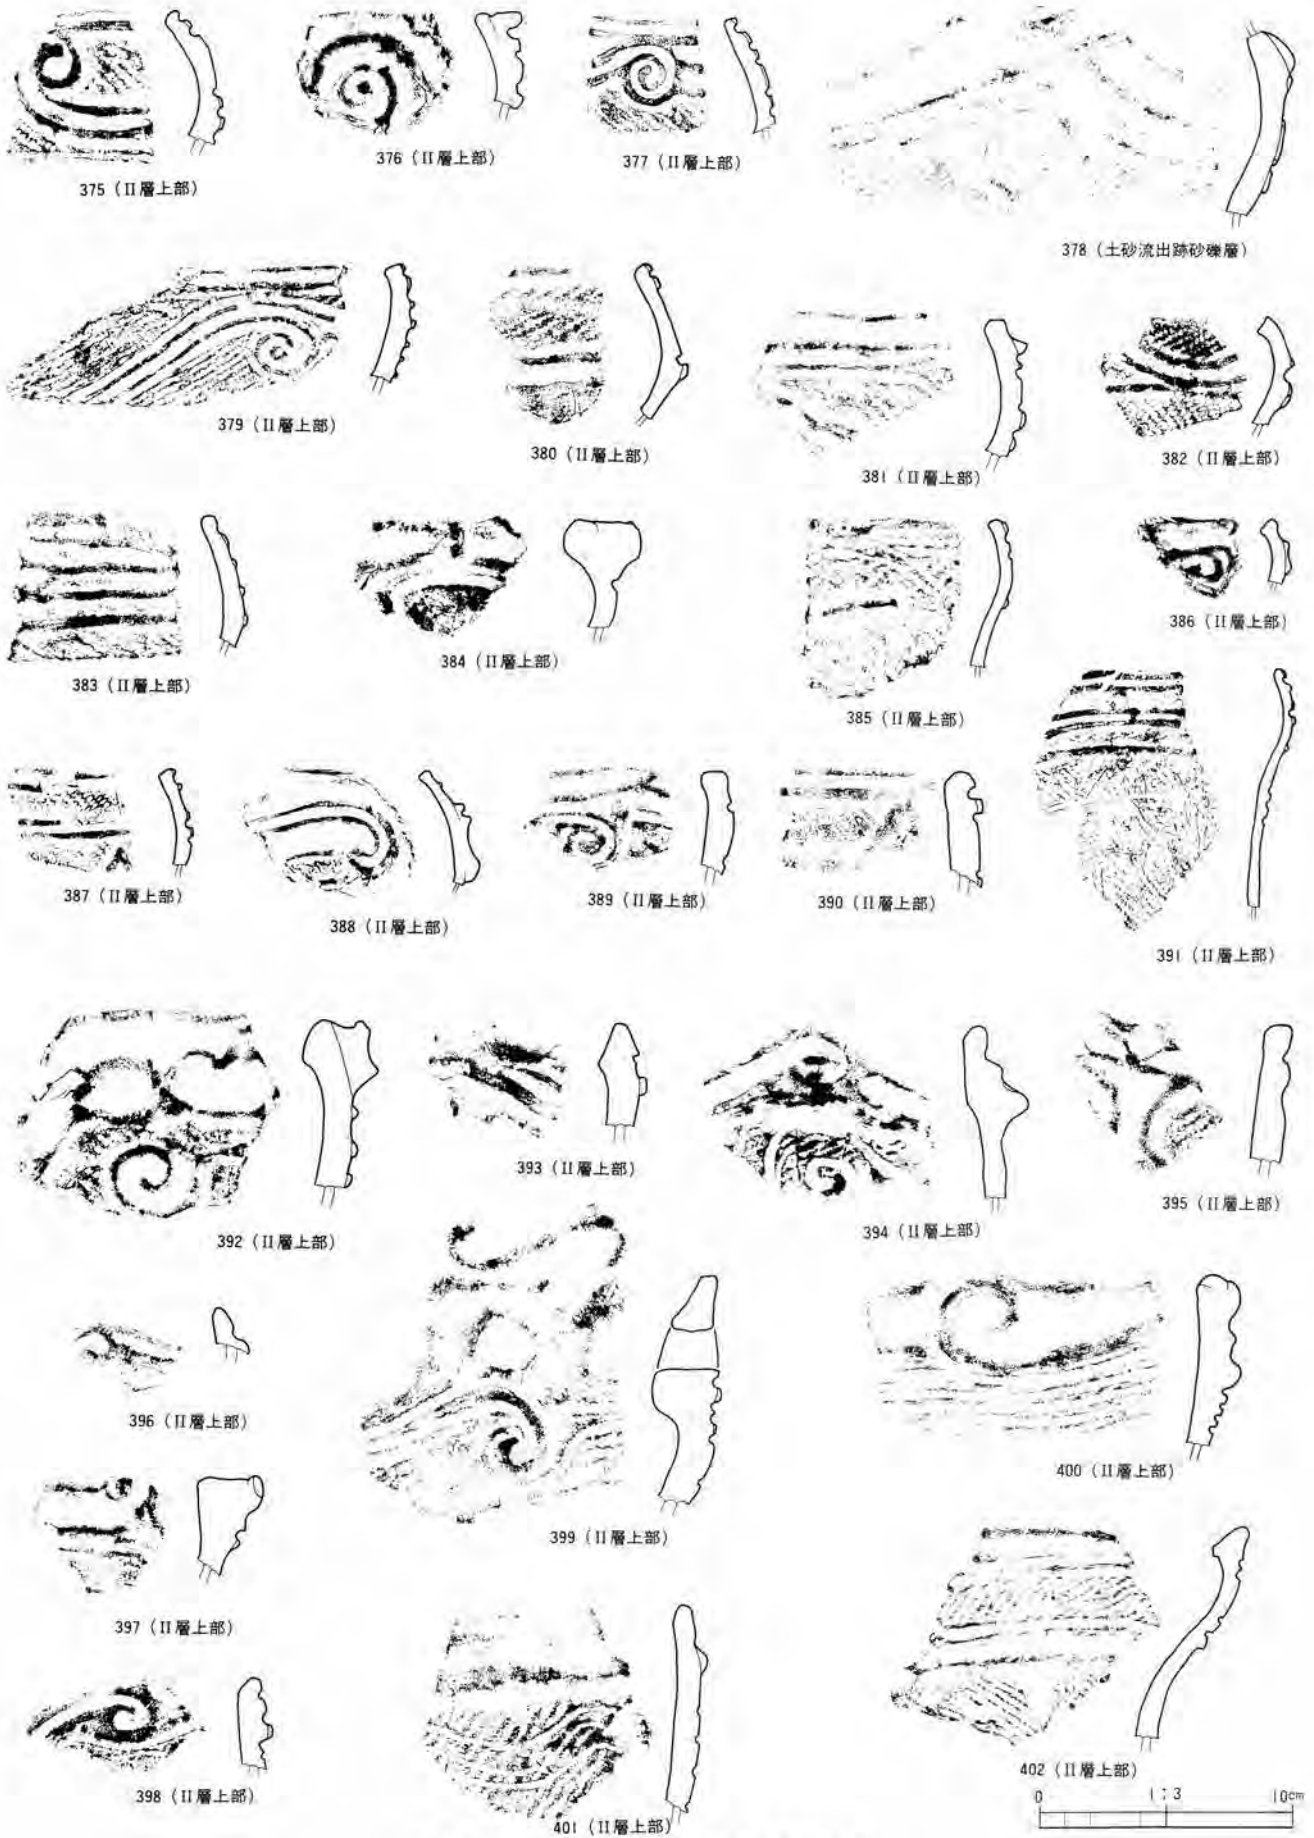 375 (II層上部)
376 (II層上部)
377 (II層上部)
378 (土砂流出跡砂礫層)
379 (II層上部)
380 (II層上部)
381 (II層上部)
382 (II層上部)
383 (II層上部)
384 (II層上部)
385 (II層上部)
386 (II層上部)
387 (II層上部)
388 (II層上部)
389 (II層上部)
390 (II層上部)
391 (II層上部)
392 (II層上部)
393 (II層上部)
394 (II層上部)
395 (II層上部)
396 (II層上部)
399 (II層上部)
400 (II層上部)
397 (II層上部)
398 (II層上部)
401 (II層上部)
402 (II層上部)
0 1:3 10cm